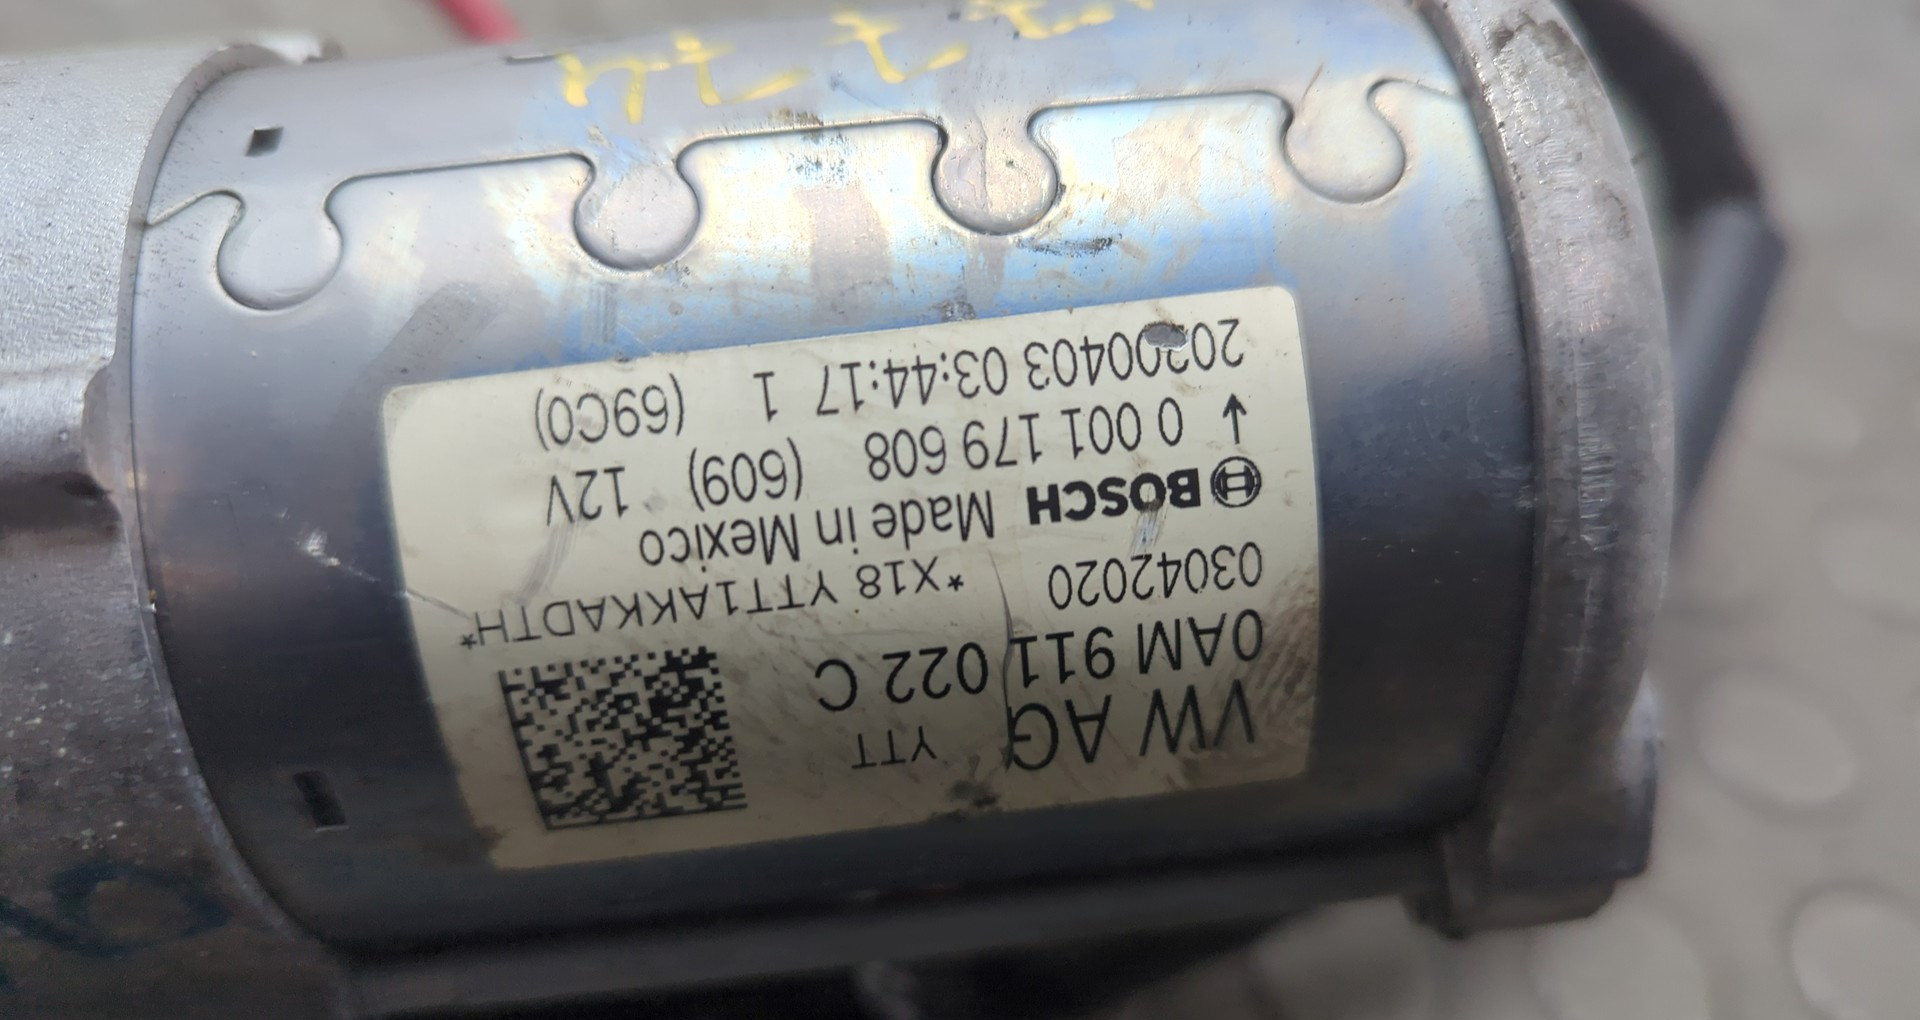 VW AG YTT
0AM 911 022 C
03042020 *X18 YTT1AKKADTH*
BOSCH Made in Mexico
0 001 179 608 (609) 12V
20200403 03:44:17 1 (69C0)